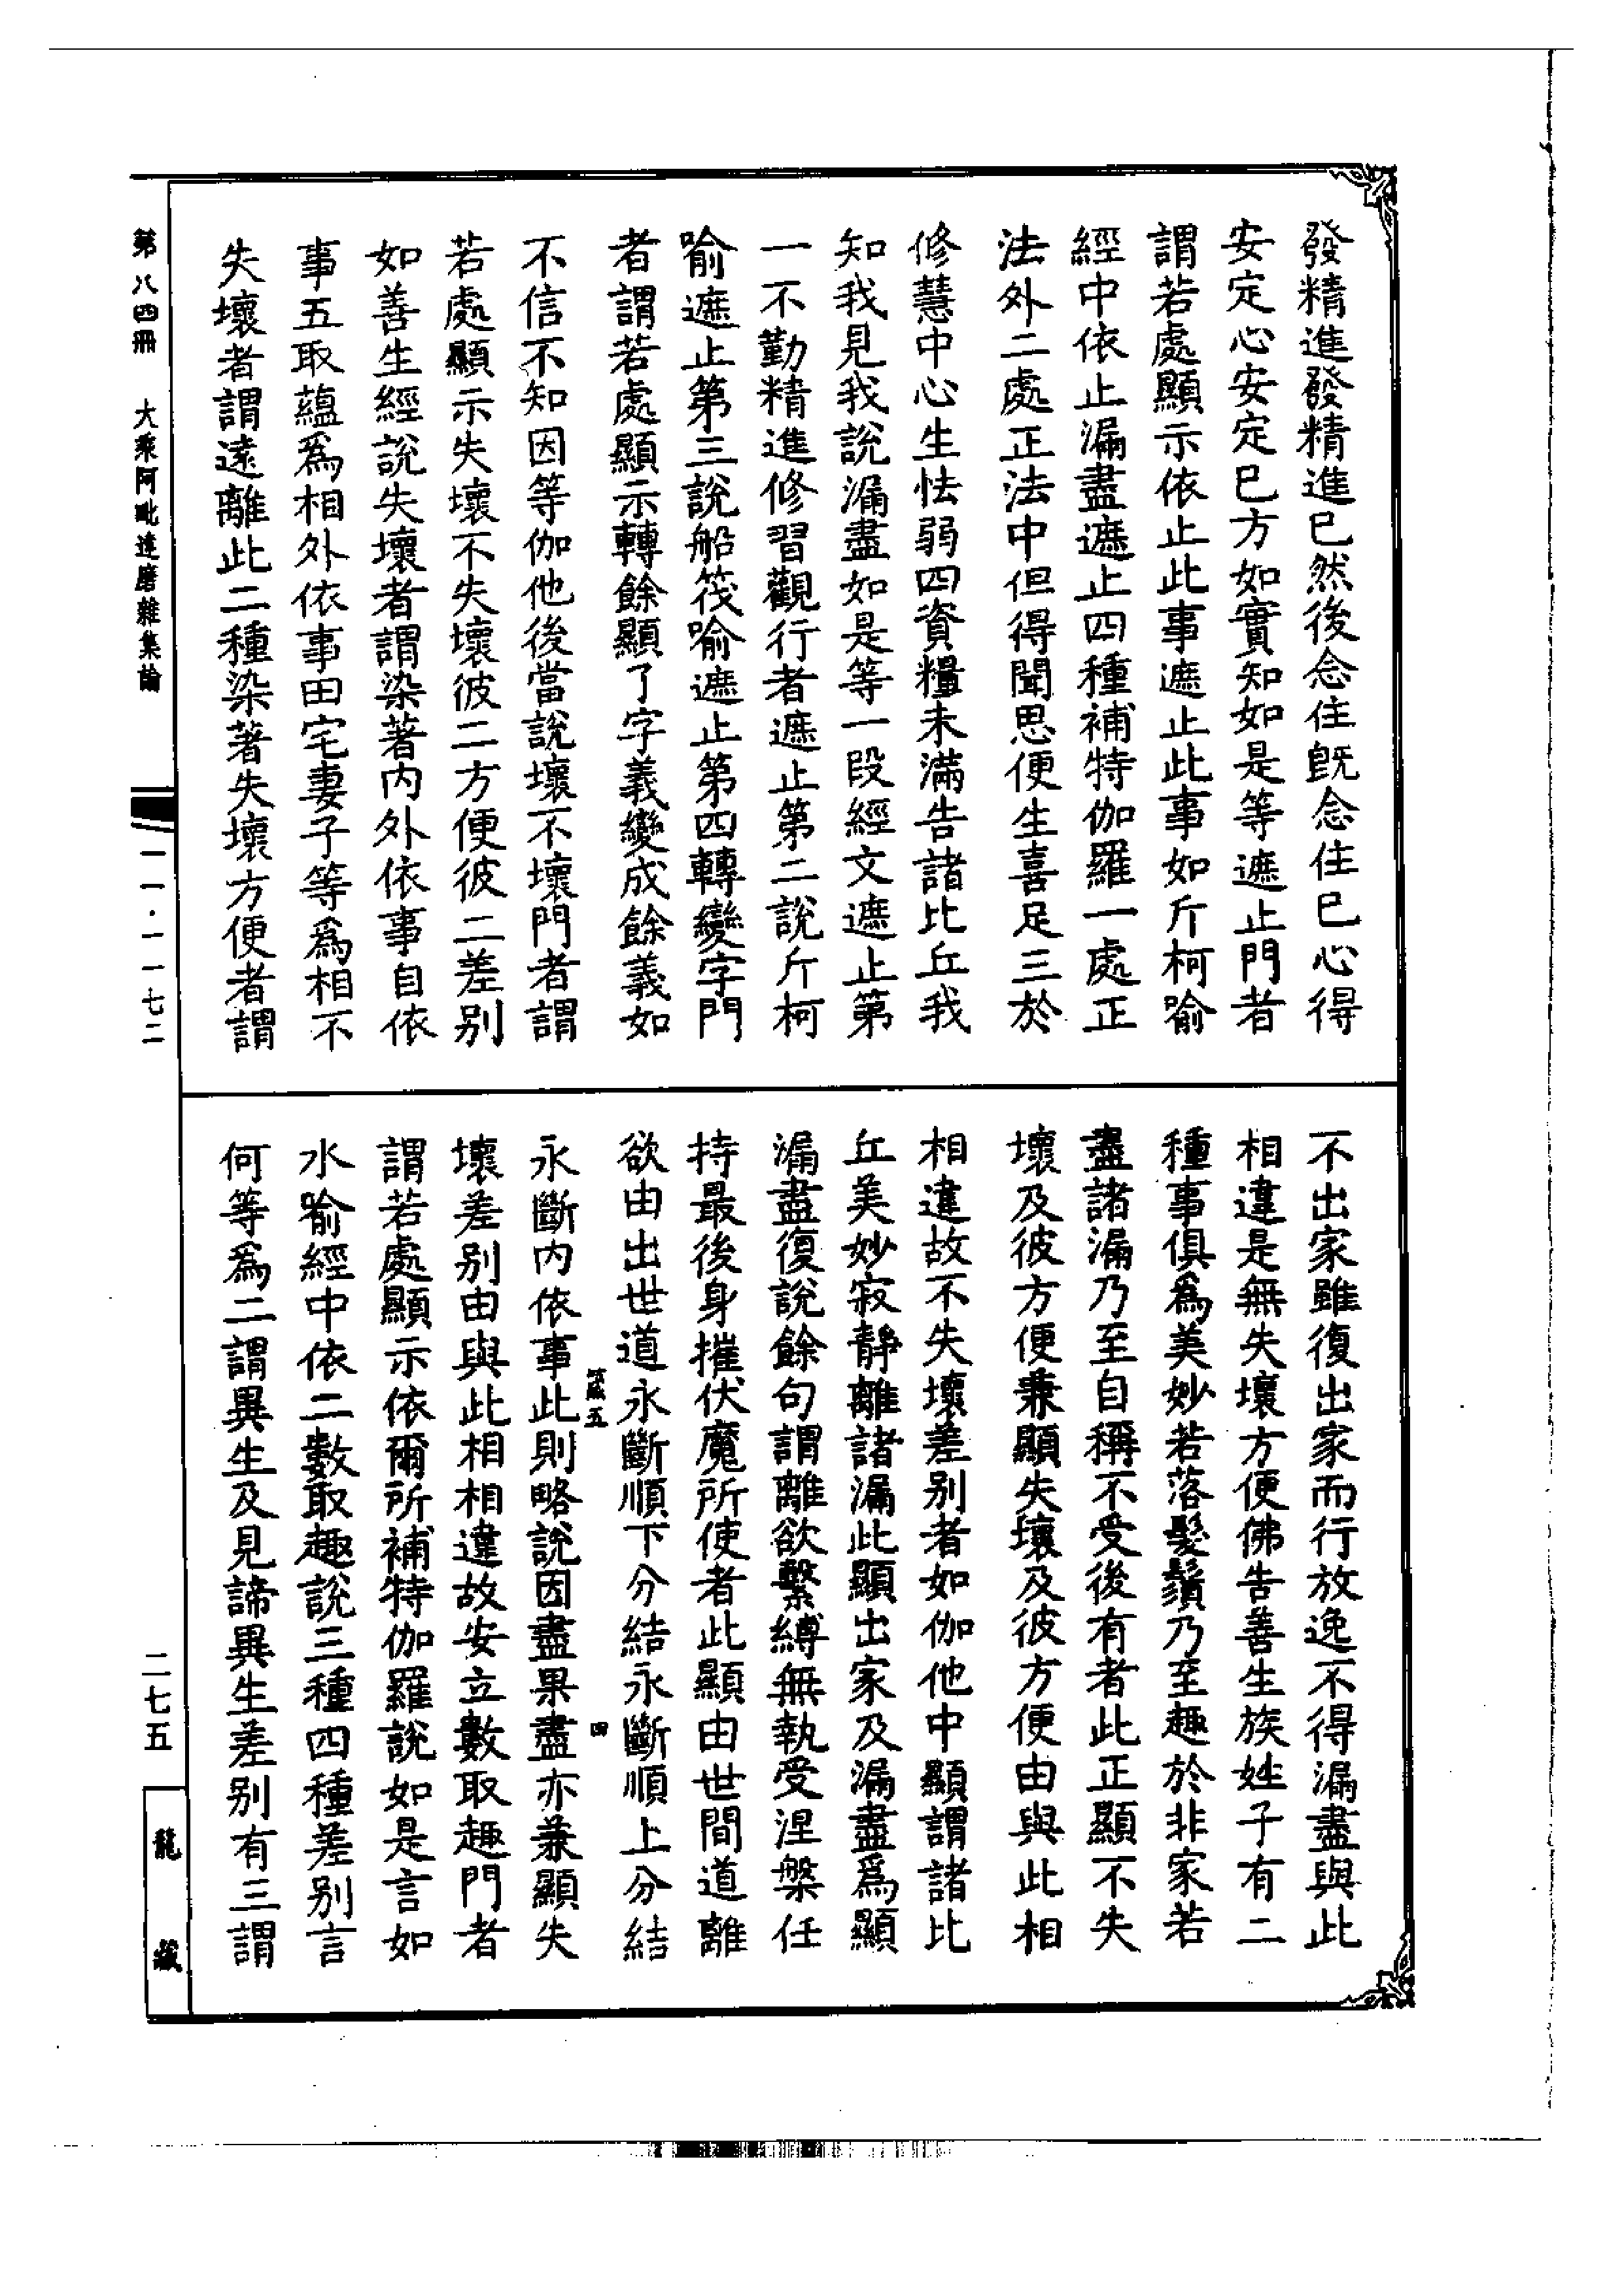 發精進發精進已然後念住旣念住已心得
安定心安定已方如實知如是等遮止門者
謂若處顯示依止此事遮止此事如斤柯喻
經中依止漏盡遮止四種補特伽羅一處正
法外二處正法中但得聞思便生喜足三於
修慧中心生怯弱四資糧未滿告諸比丘我
知我見我說漏盡如是等一段經文遮止第
一不勤精進修習觀行者遮止第二說斤柯
喻遮止第三說船筏喻遮止第四轉變字門
者謂若處顯示轉餘顯了字義變成餘義如
不信不知因等伽他後當說壞不壞門者謂
若處顯示失壞不失壞彼二方便彼二差别
如善生經說失壞者謂染著內外依事自依
事五取蘊爲相外依事田宅妻子等爲相不
失壞者謂遠離此二種染著失壞方便者謂
不出家雖復出家而行放逸不得漏盡與此
相違是無失壞方便佛告善生族姓子有二
種事俱爲美妙若落髮鬚乃至趣於非家若
盡諸漏乃至自稱不受後有者此正顯不失
壞及彼方便兼顯失壞及彼方便由與此相
相違故不失壞差别者如伽他中顯謂諸比
丘美妙寂靜離諸漏此顯出家及漏盡爲顯
漏盡復說餘句謂離欲繫縛無執受涅槃任
持最後身摧伏魔所使者此顯由世間道離
欲由出世道永斷順下分結永斷順上分結
永斷內依事此則略說因盡果盡亦兼顯失
壞差别由與此相相違故安立數取趣門者
謂若處顯示依爾所補特伽羅說如是言如
水喻經中依二數取趣說三種四種差别言
何等爲二謂異生及見諦異生差别有三謂
五
四
第八四冊 大乘阿毗達磨雜集論
一一·一一七二
二七五
龍藏